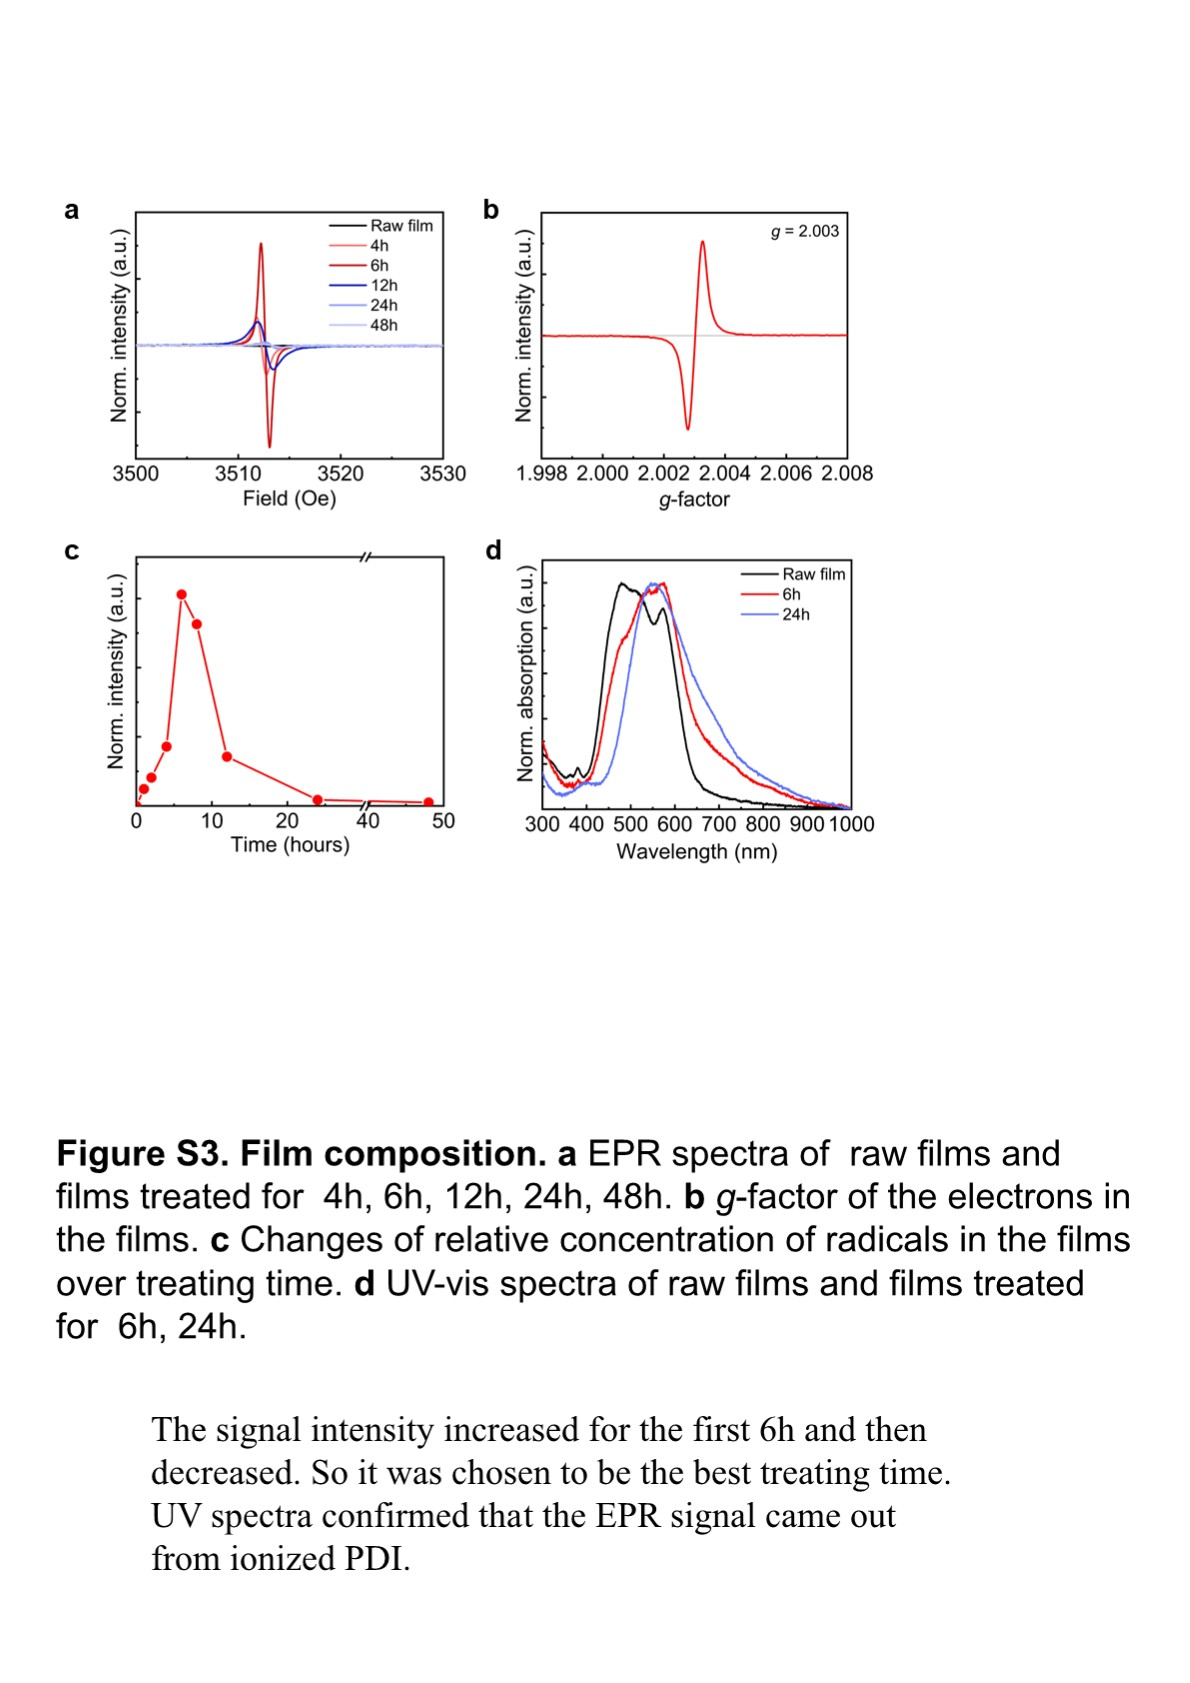 a
Norm. intensity (a.u.)
Raw film
4h
6h
12h
24h
48h
3500 3510 3520 3530
Field (Oe)
b
Norm. intensity (a.u.)
g = 2.003
1.998 2.000 2.002 2.004 2.006 2.008
g-factor
c
Norm. intensity (a.u.)
0 10 20 40 50
Time (hours)
d
Norm. absorption (a.u.)
Raw film
6h
24h
300 400 500 600 700 800 900 1000
Wavelength (nm)
Figure S3. Film composition. a EPR spectra of  raw films and
films treated for  4h, 6h, 12h, 24h, 48h. b g-factor of the electrons in
the films. c Changes of relative concentration of radicals in the films
over treating time. d UV-vis spectra of raw films and films treated
for  6h, 24h.
The signal intensity increased for the first 6h and then
decreased. So it was chosen to be the best treating time.
UV spectra confirmed that the EPR signal came out
from ionized PDI.